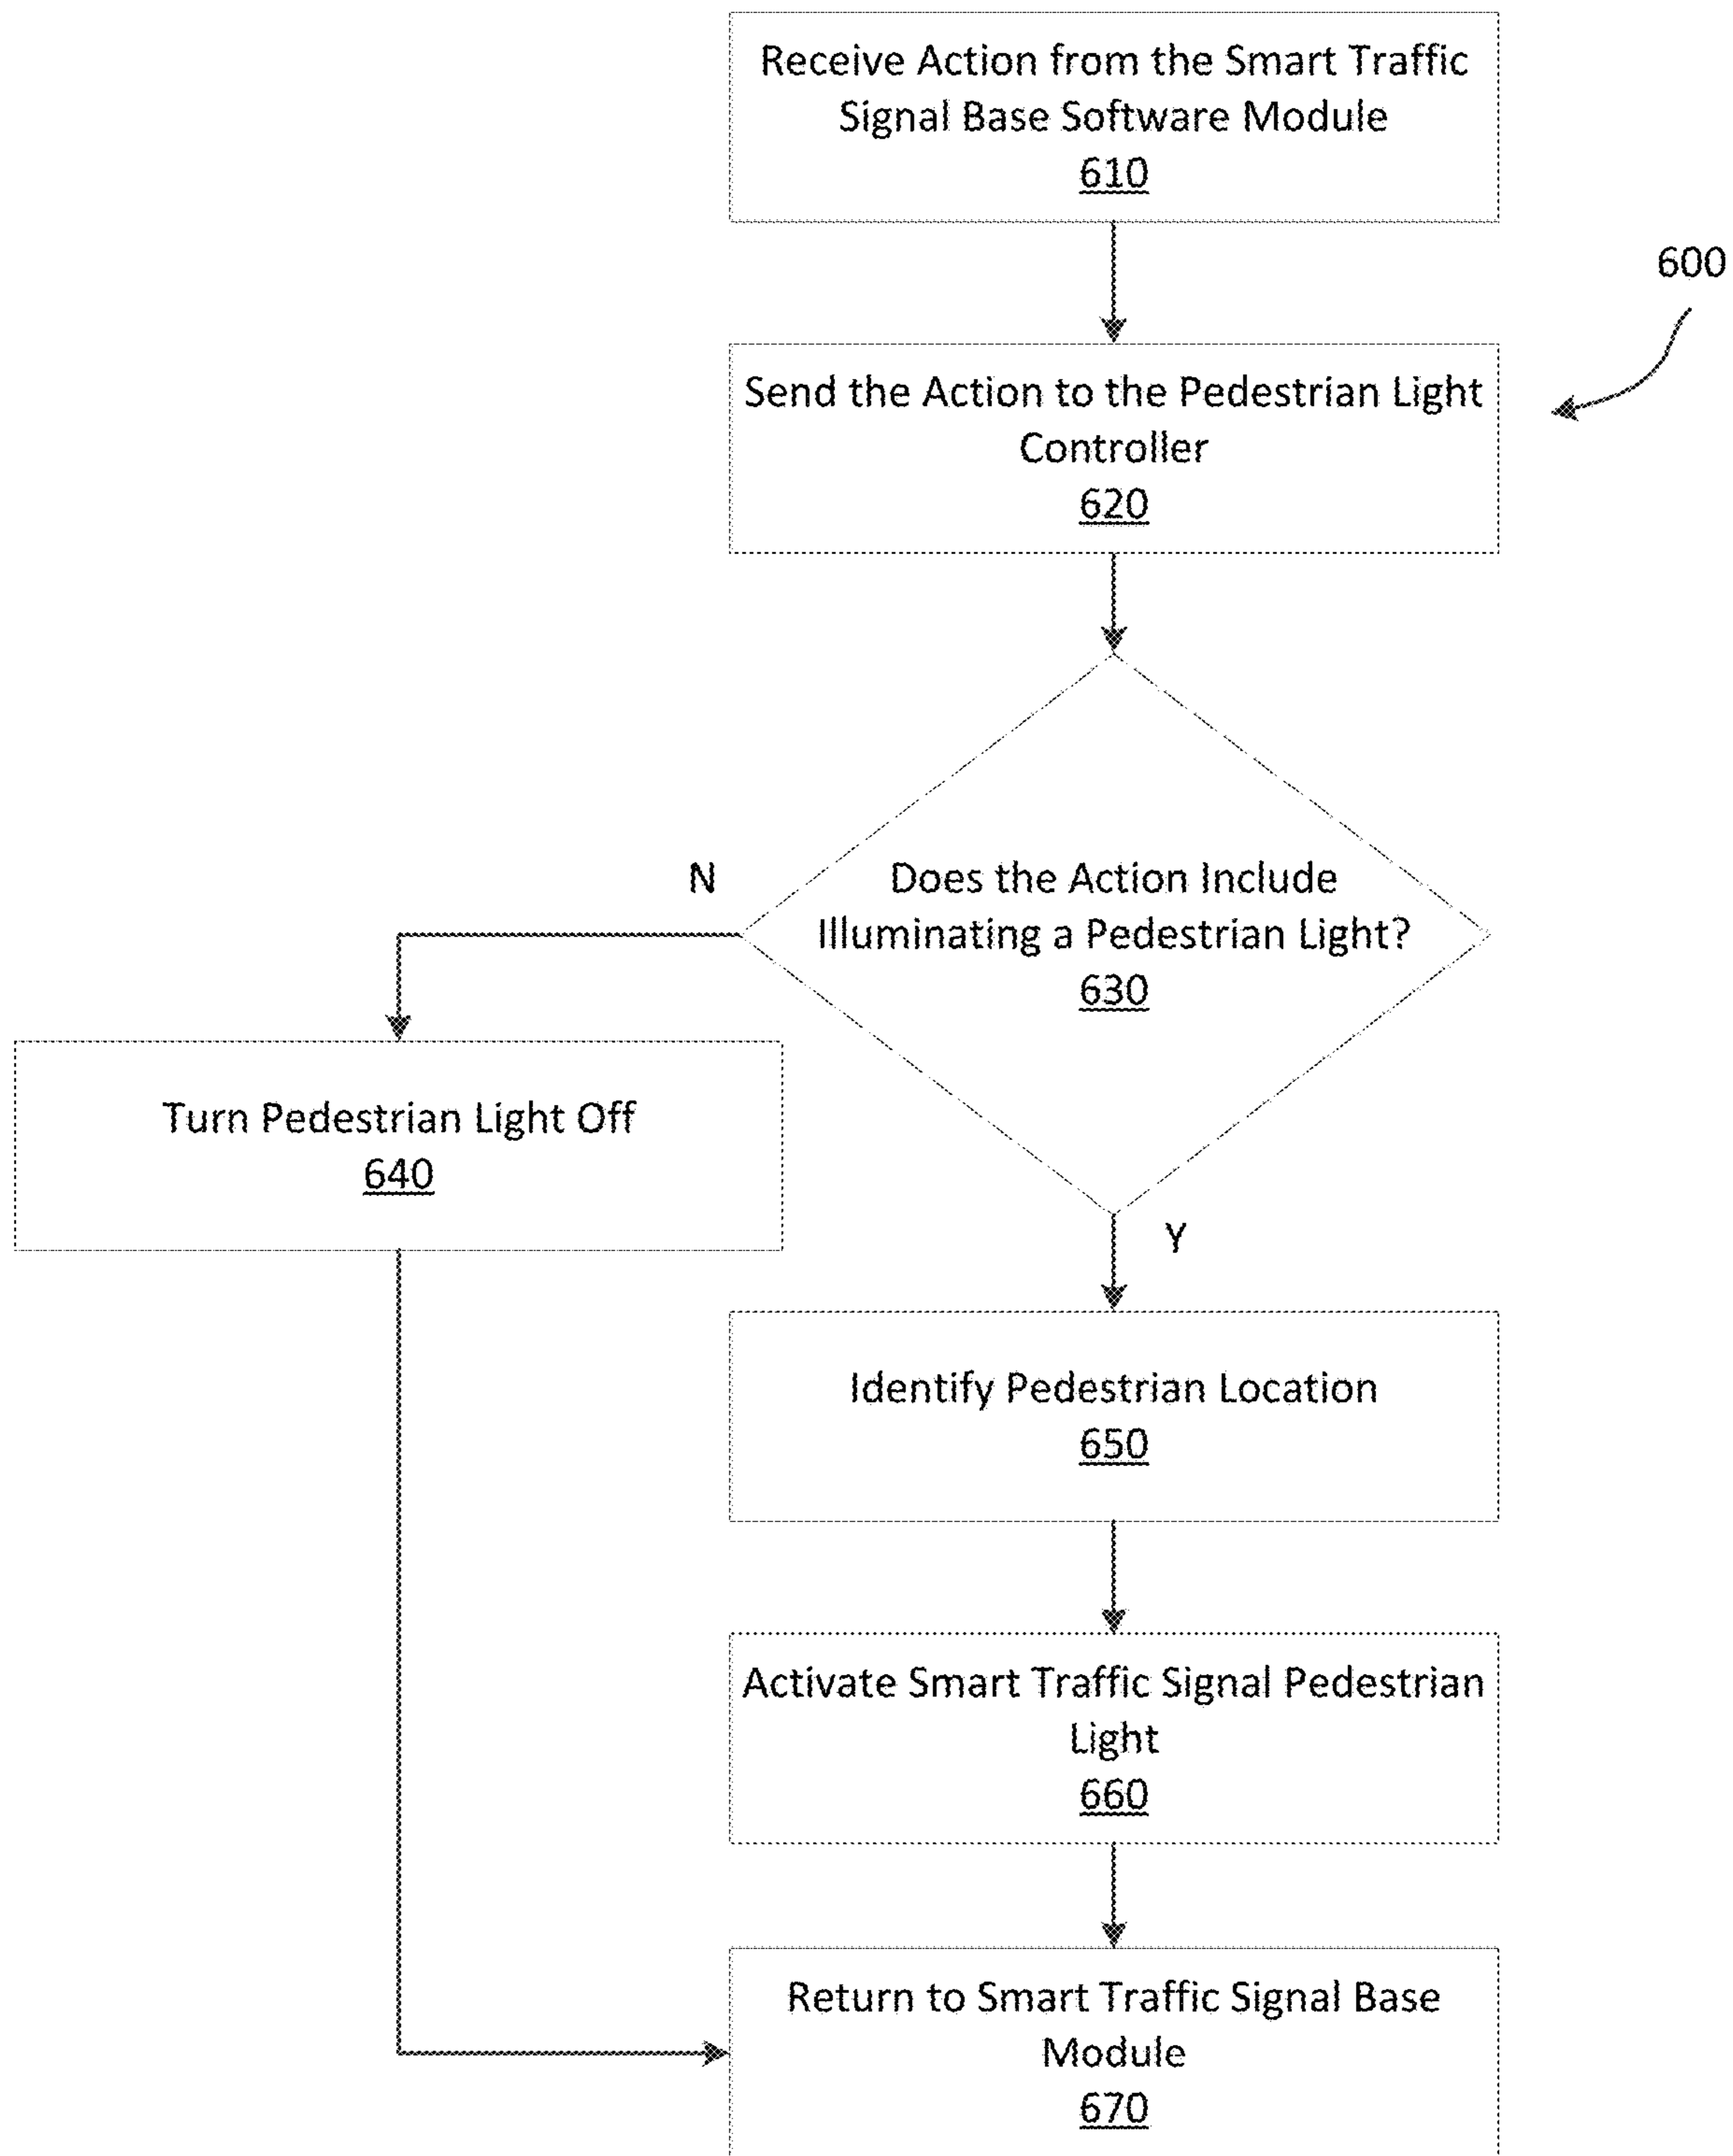 Receive Action from the Smart Traffic
Signal Base Software Module
610
600
Send the Action to the Pedestrian Light
Controller
620
N
Does the Action Include
Illuminating a Pedestrian Light?
630
Turn Pedestrian Light Off
640
Y
Identify Pedestrian Location
650
Activate Smart Traffic Signal Pedestrian
Light
660
Return to Smart Traffic Signal Base
Module
670